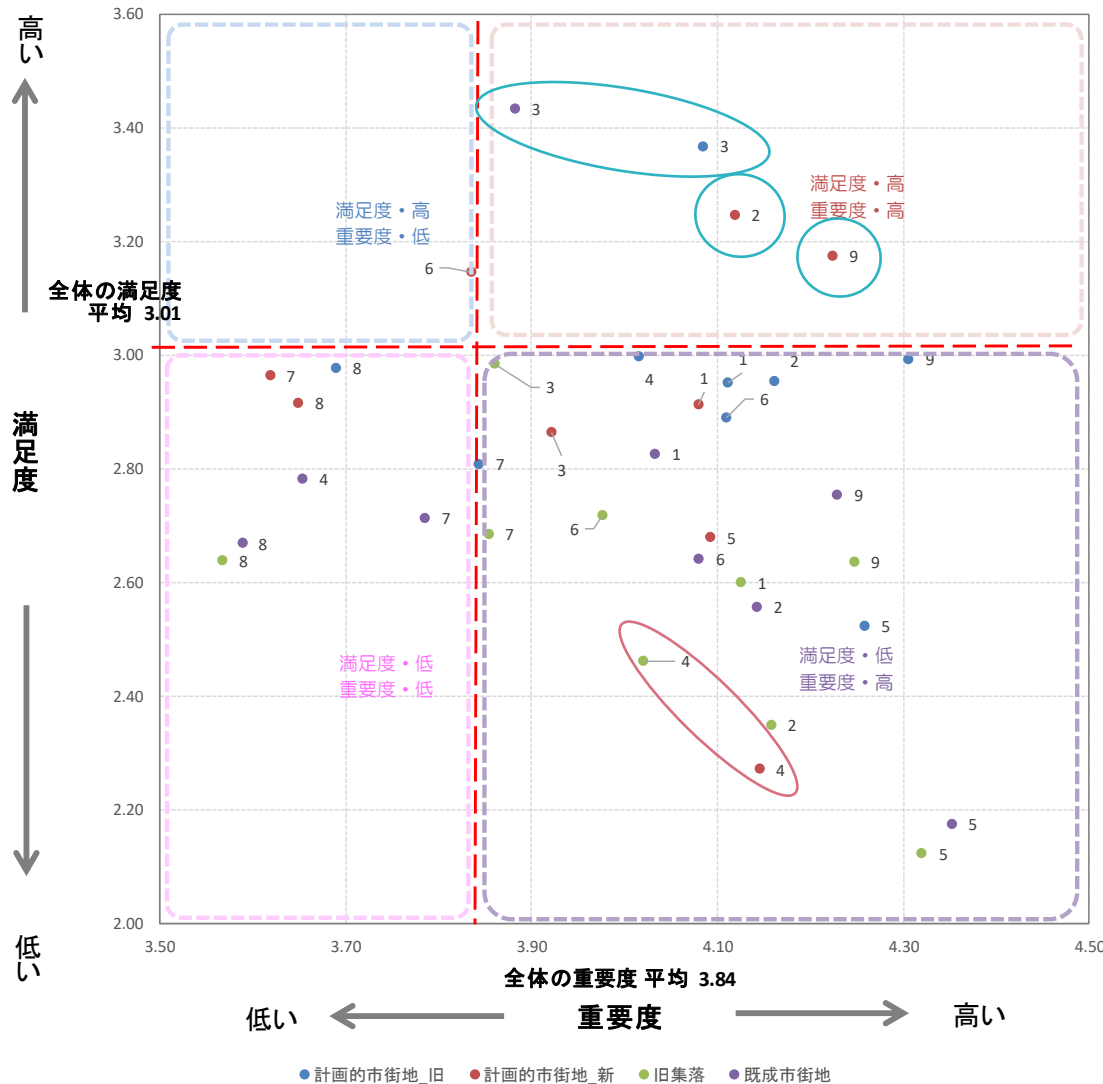 高い
3.60
3.40
3
3
満足度・高
重要度・高
満足度・高
重要度・低
2
3.20
9
6
全体の満足度
平均 3.01
3.00
8
7
8
3
4
1
2
9
1
6
3
2.80
7
1
4
9
7
7
6
5
8
6
8
9
2.60
1
2
5
満足度
満足度・低
重要度・低
満足度・低
重要度・高
4
2.40
2
4
2.20
5
5
2.00
低い
3.50
3.70
3.90
4.10
4.30
4.50
全体の重要度 平均 3.84
低い
重要度
高い
計画的市街地_旧
計画的市街地_新
旧集落
既成市街地